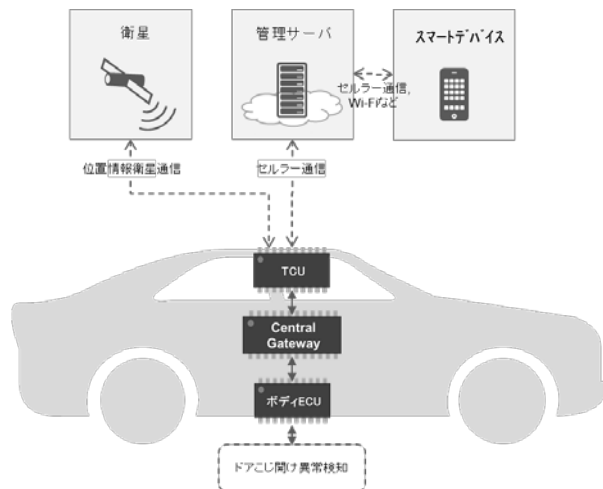 衛星
管理サーバ
スマートデバイス
セルラー通信,
Wi-Fiなど
位置情報衛星通信
セルラー通信
TCU
Central
Gateway
ボディECU
ドアこじ開け異常検知